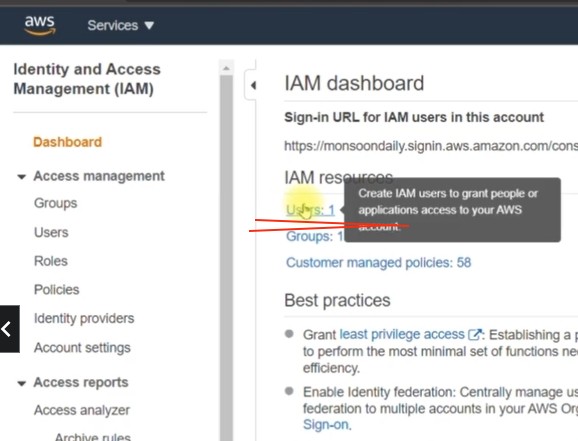 aws
Services
Identity and Access
Management (IAM)
Dashboard
Access management
Groups
Users
Roles
Policies
Identity providers
Account settings
Access reports
Access analyzer
Archive rules
IAM dashboard
Sign-in URL for IAM users in this account
https://monsoondaily.signin.aws.amazon.com/cons
IAM resources
Users: 1
Create IAM users to grant people or
applications access to your AWS
account.
Groups: 1
Customer managed policies: 58
Best practices
Grant least privilege access : Establishing a p
to perform the most minimal set of functions ne
efficiency.
Enable Identity federation: Centrally manage us
federation to multiple accounts in your AWS Org
Sign-on.